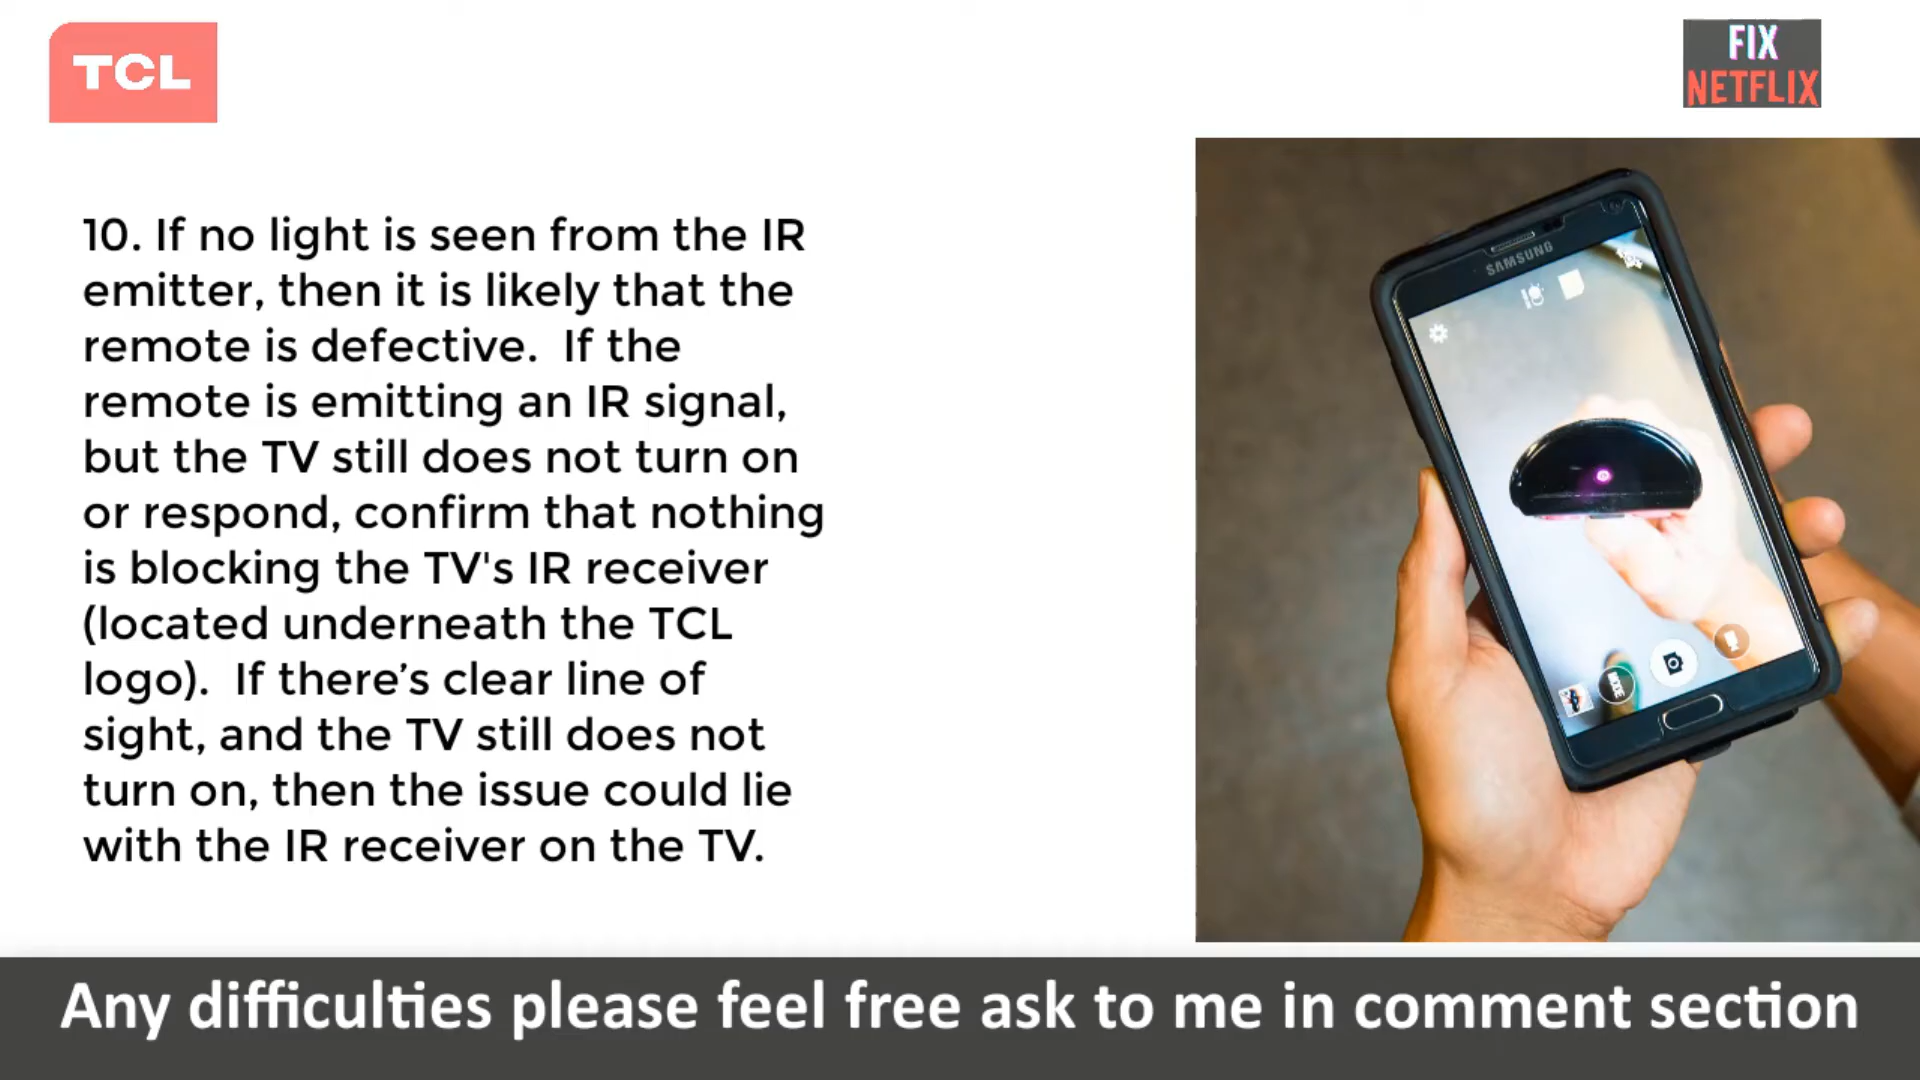 TCL
FIX
NETFLIX
10. If no light is seen from the IR
emitter, then it is likely that the
remote is defective.  If the
remote is emitting an IR signal,
but the TV still does not turn on
or respond, confirm that nothing
is blocking the TV's IR receiver
(located underneath the TCL
logo).  If there’s clear line of
sight, and the TV still does not
turn on, then the issue could lie
with the IR receiver on the TV.
SAMSUNG
MODE
Any difficulties please feel free ask to me in comment section